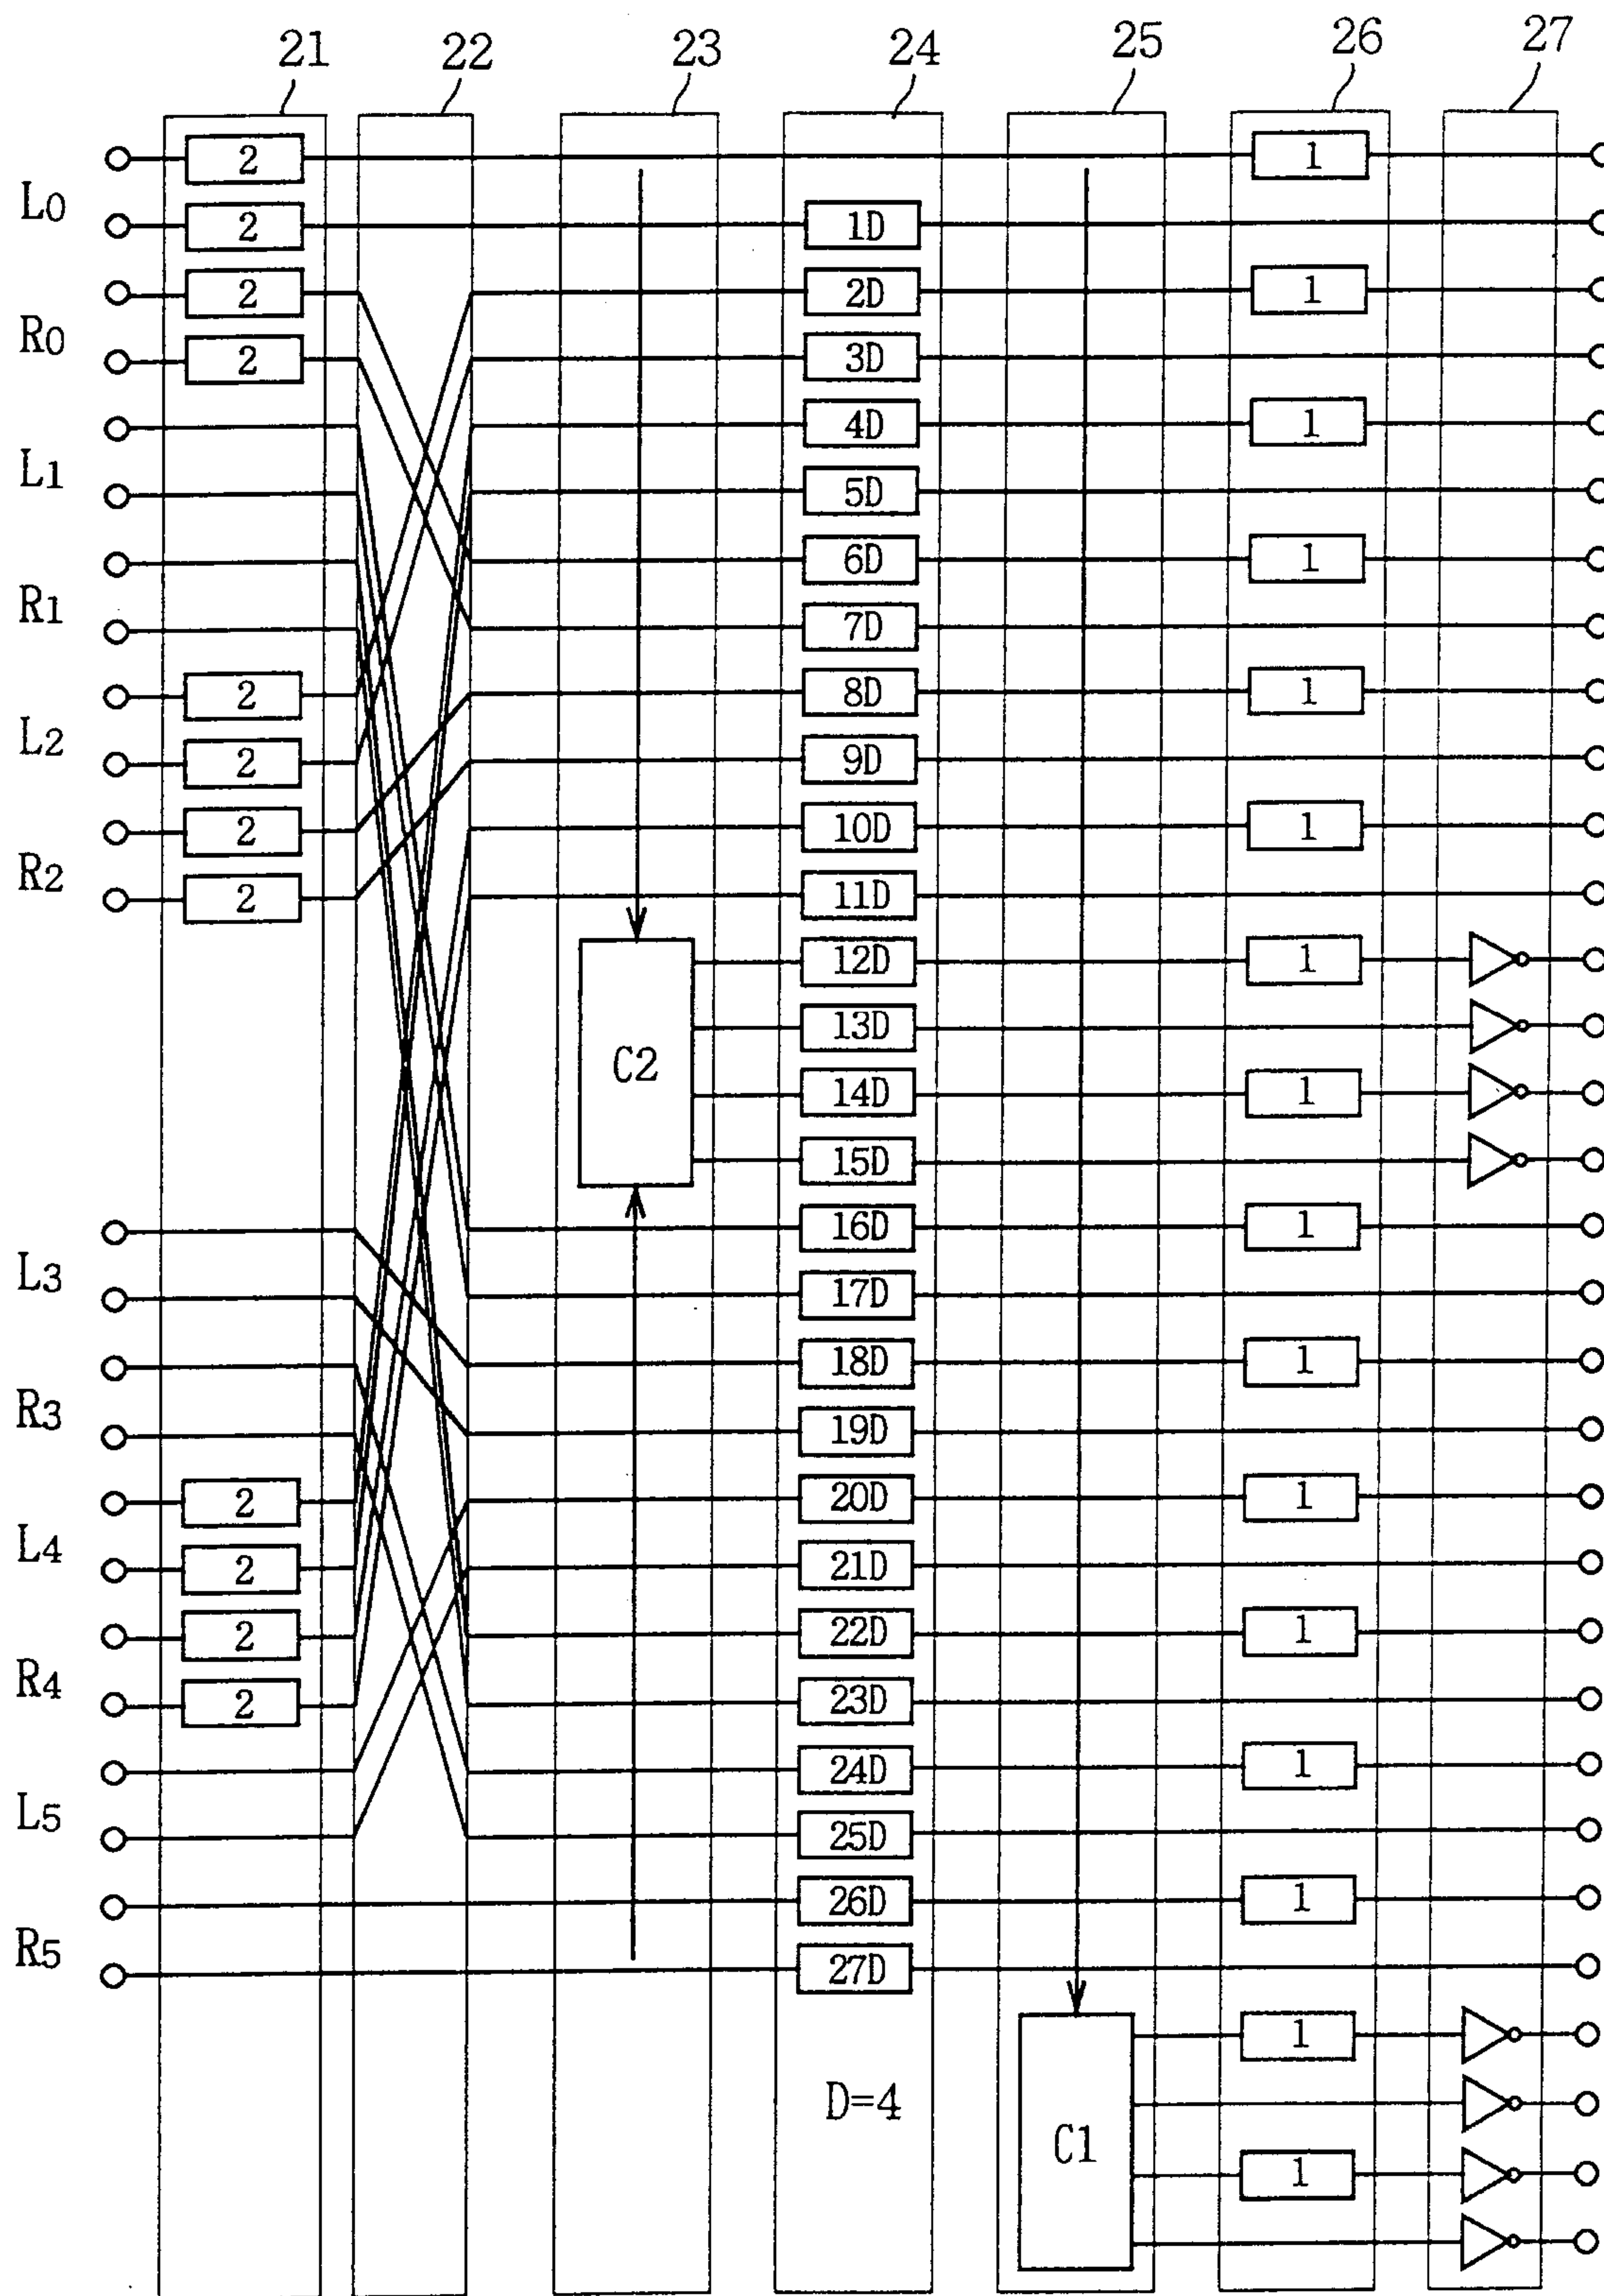 21 22 23 24 25 26 27
2 1
L0
2 1D
2 2D 1
R0
2 3D
4D 1
L1
5D
6D 1
R1
7D
2 8D 1
L2
2 9D
2 10D 1
R2
2 11D
12D 1
13D
C2
14D 1
15D
16D 1
L3
17D
18D 1
R3
19D
2 20D 1
L4
2 21D
2 22D 1
R4
2 23D
24D 1
L5
25D
26D 1
R5
27D
1
D=4
C1
1